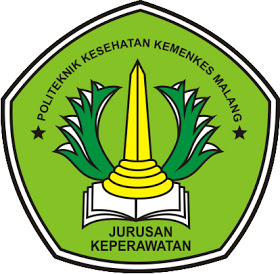 POLITEKNIK KESEHATAN KEMENKES MALANG
JURUSAN
KEPERAWATAN